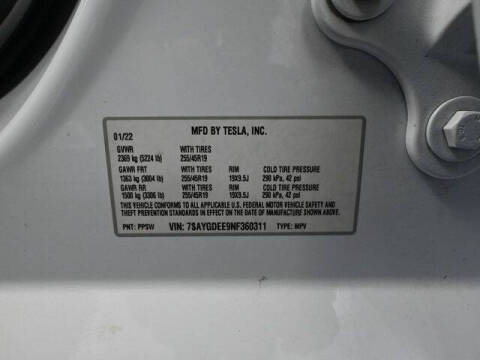 01/22 MFD BY TESLA, INC.
GVWR WITH TIRES
2369 kg (5224 lb) 255/45R19
GAWR FRT WITH TIRES RIM COLD TIRE PRESSURE
1363 kg (3004 lb) 255/45R19 19X9.5J 290 kPa, 42 psi
GAWR RR WITH TIRES RIM COLD TIRE PRESSURE
1500 kg (3306 lb) 255/45R19 19X9.5J 290 kPa, 42 psi
THIS VEHICLE CONFORMS TO ALL APPLICABLE U.S. FEDERAL MOTOR VEHICLE SAFETY AND
THEFT PREVENTION STANDARDS IN EFFECT ON THE DATE OF MANUFACTURE SHOWN ABOVE.
PNT: PPSW VIN: 7SAYGDEE9NF360311 TYPE: MPV